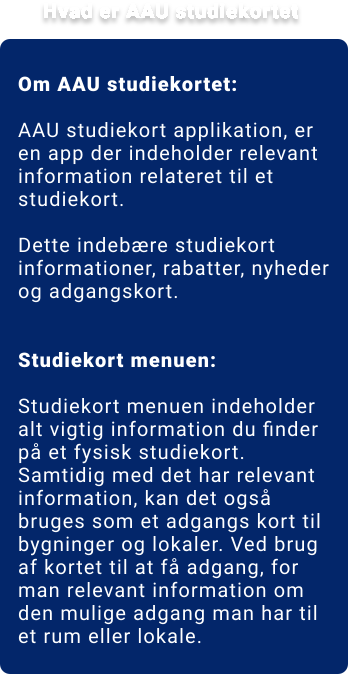 Hvad er AAU studiekortet
Om AAU studiekortet:
AAU studiekort applikation, er
en app der indeholder relevant
information relateret til et
studiekort.
Dette indebære studiekort
informationer, rabatter, nyheder
og adgangskort.
Studiekort menuen:
Studiekort menuen indeholder
alt vigtig information du finder
på et fysisk studiekort.
Samtidig med det har relevant
information, kan det også
bruges som et adgangs kort til
bygninger og lokaler. Ved brug
af kortet til at få adgang, for
man relevant information om
den mulige adgang man har til
et rum eller lokale.